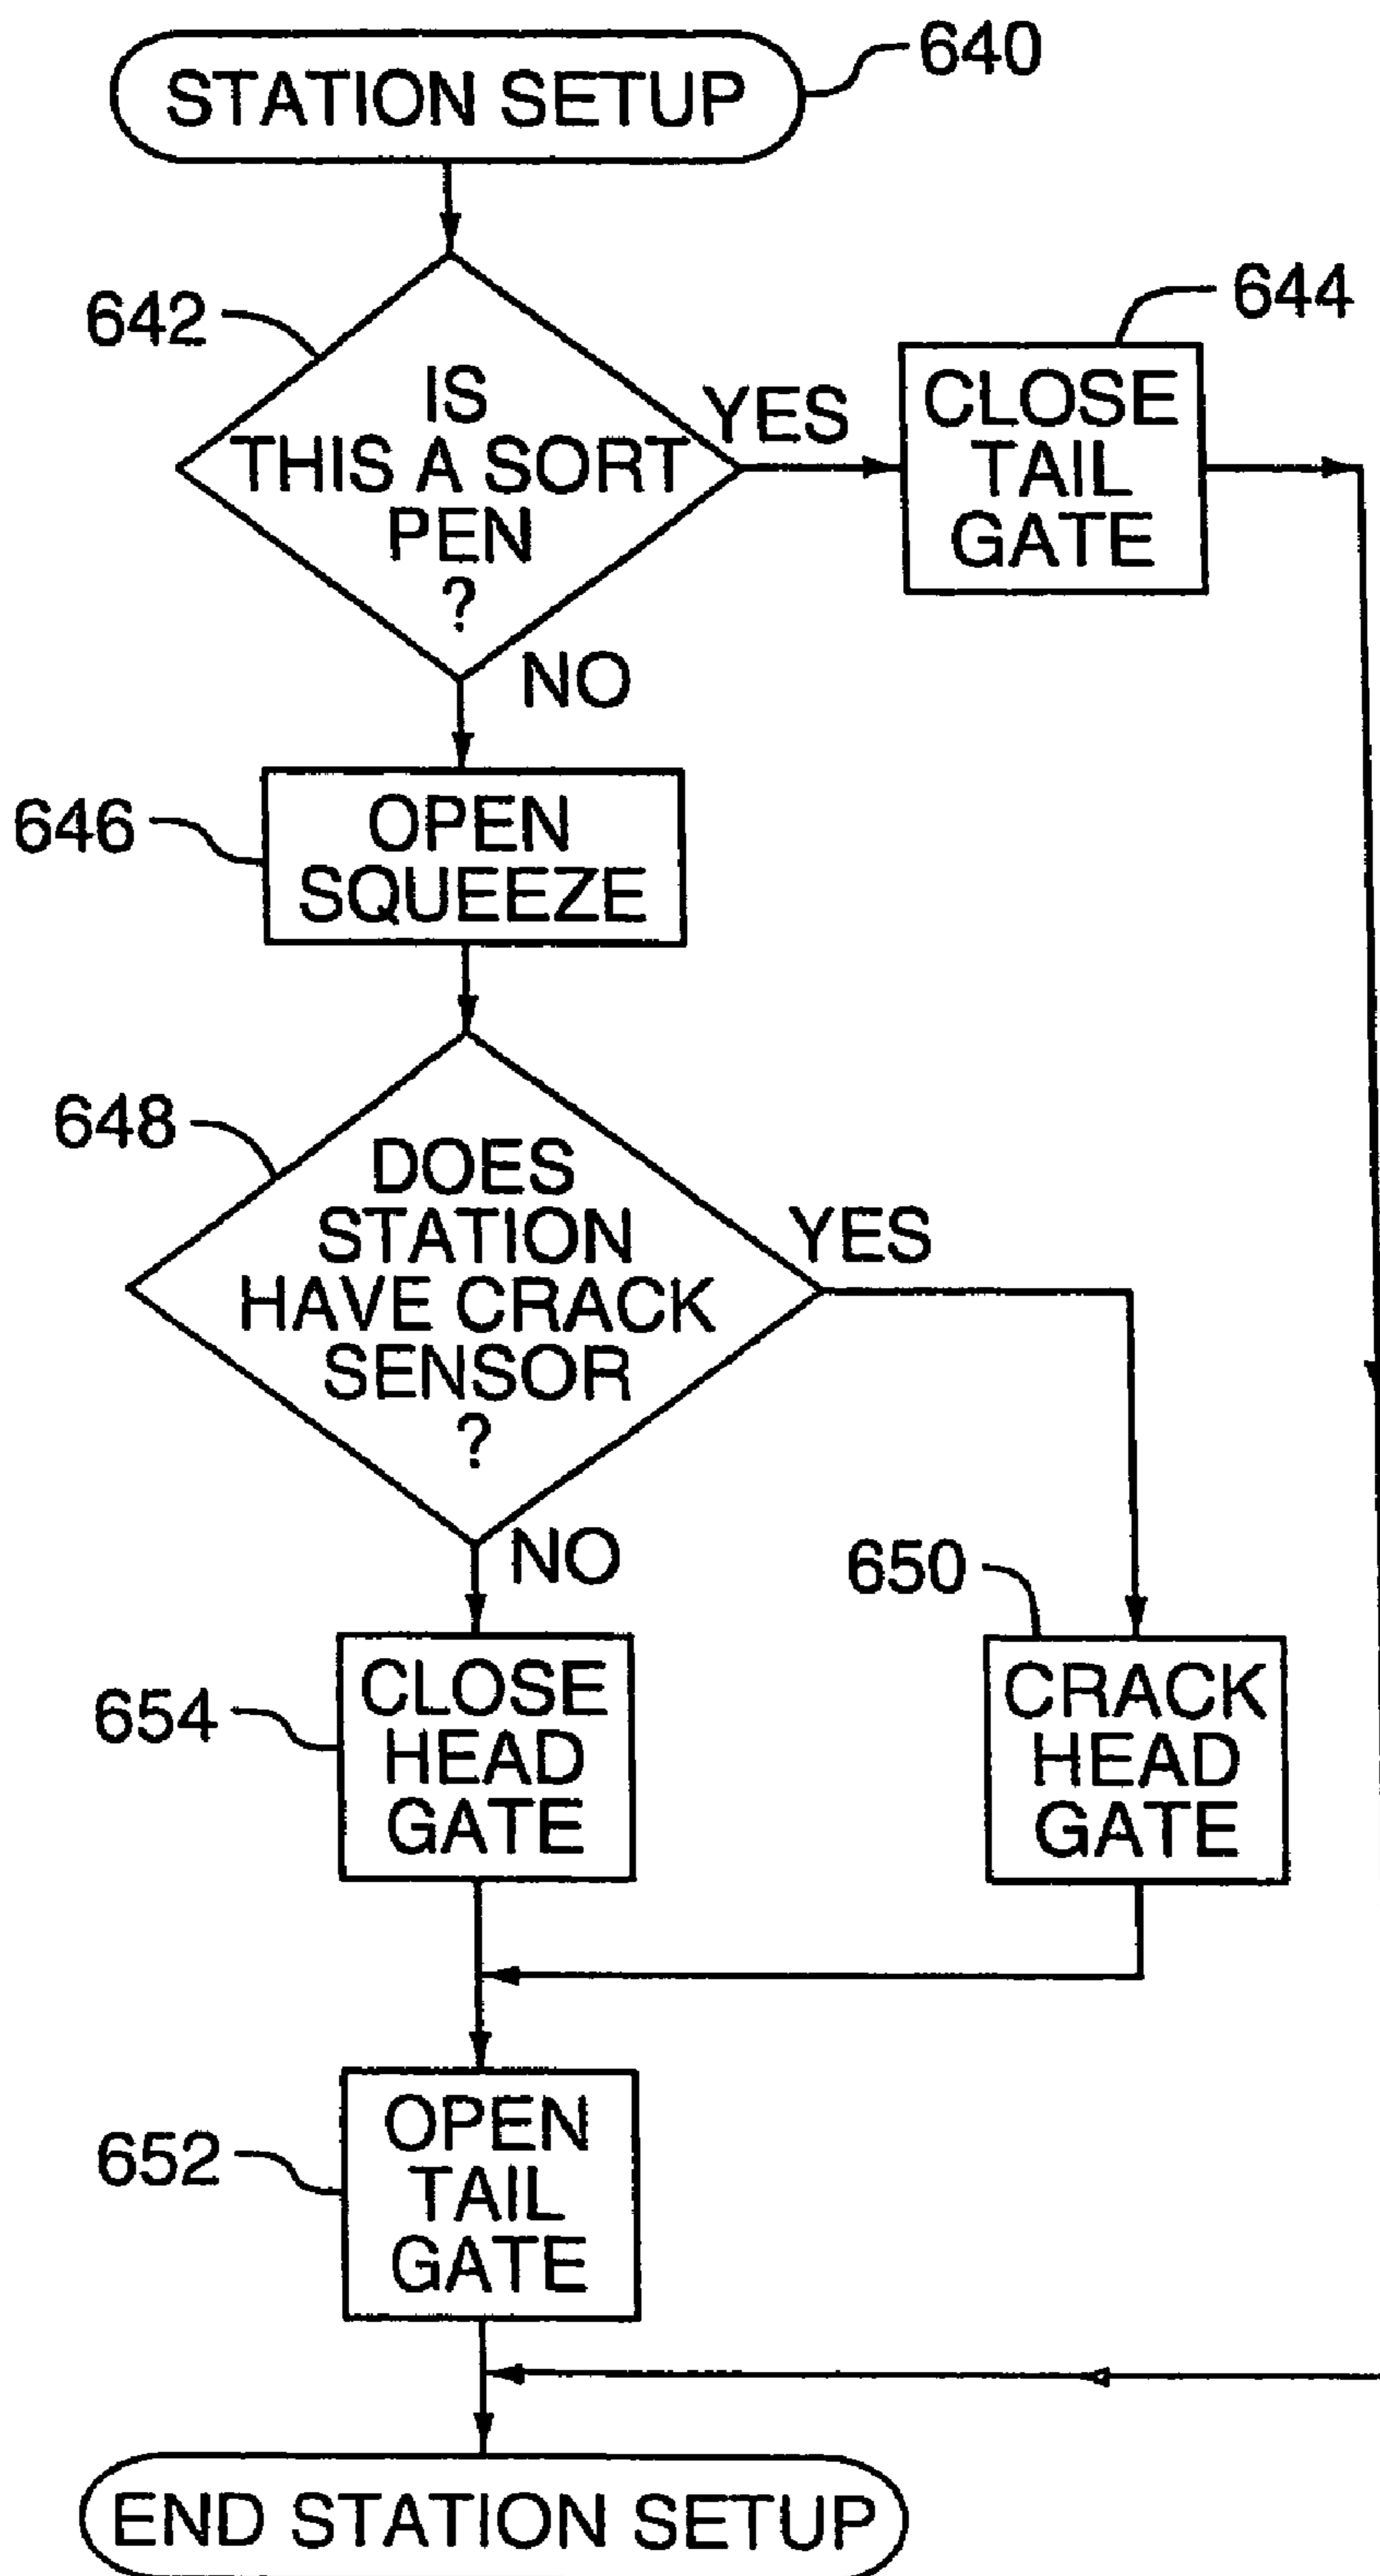 STATION SETUP
640
642
IS
THIS A SORT
PEN
?
YES
644
CLOSE
TAIL
GATE
NO
646
OPEN
SQUEEZE
648
DOES
STATION
HAVE CRACK
SENSOR
?
YES
NO
650
CRACK
HEAD
GATE
654
CLOSE
HEAD
GATE
652
OPEN
TAIL
GATE
END STATION SETUP